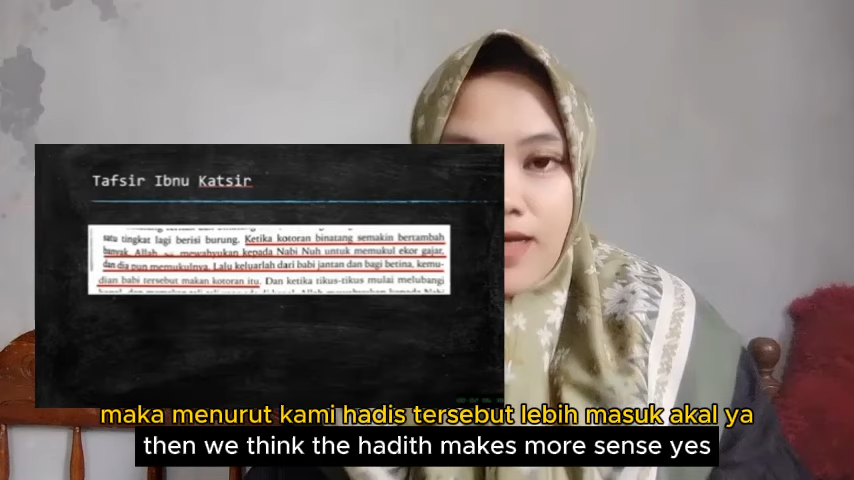 Tafsir Ibnu Katsir
satu tingkat lagi berisi burung. Ketika kotoran binatang semakin bertambah
banyak, Allah mewahyukan kepada Nabi Nuh untuk memukul ekor gajar,
dan dia pun memukulnya. Lalu keluarlah dari babi jantan dan bagi betina, kemu-
dian babi tersebut makan kotoran itu. Dan ketika tikus-tikus mulai melubangi
maka menurut kami hadis tersebut lebih masuk akal ya
then we think the hadith makes more sense yes